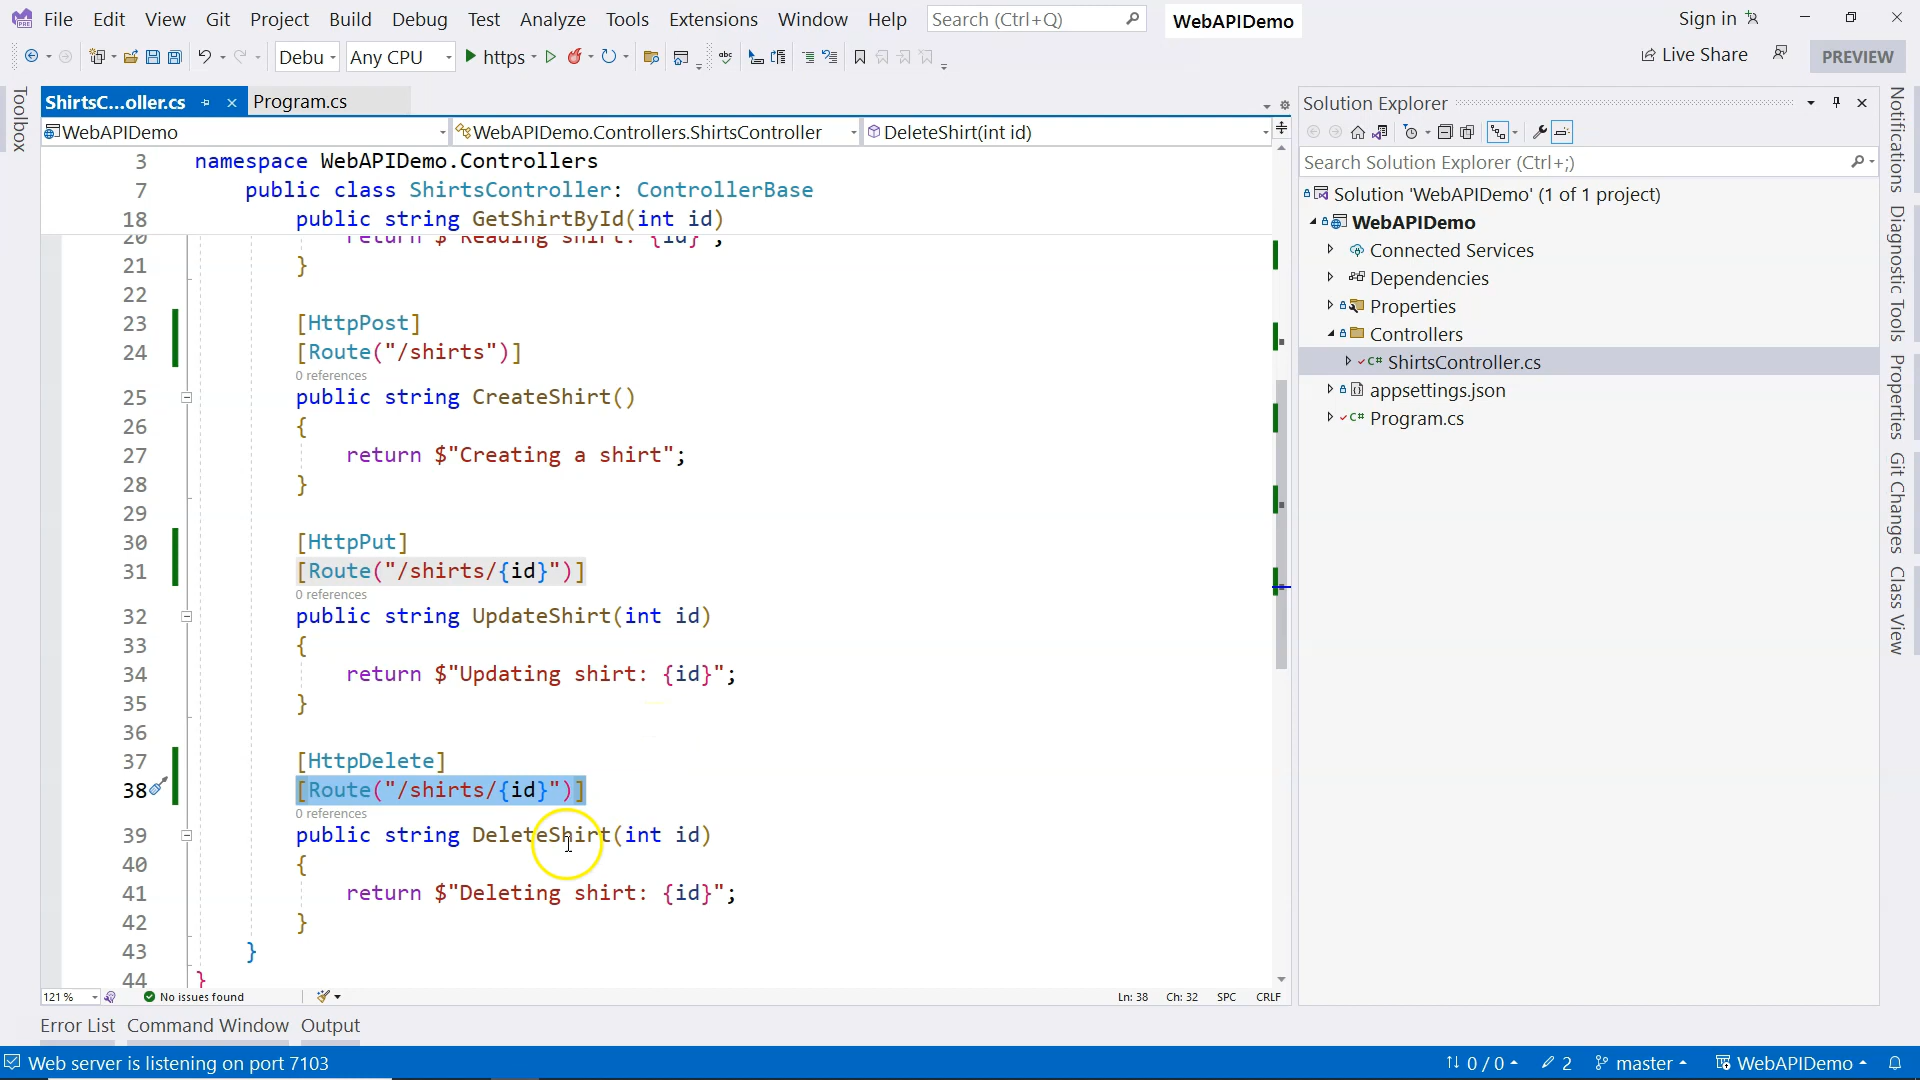 File Edit View Git Project Build Debug Test Analyze Tools Extensions Window Help Search (Ctrl+Q) WebAPIDemo Sign in
Debu Any CPU https Live Share PREVIEW
Toolbox
ShirtsC...oller.cs Program.cs
WebAPIDemo WebAPIDemo.Controllers.ShirtsController DeleteShirt(int id)
3 namespace WebAPIDemo.Controllers
7 public class ShirtsController: ControllerBase
18 public string GetShirtById(int id)
20 return $"Reading shirt: {id}";
21 }
22
23 [HttpPost]
24 [Route("/shirts")]
0 references
25 public string CreateShirt()
26 {
27 return $"Creating a shirt";
28 }
29
30 [HttpPut]
31 [Route("/shirts/{id}")]
0 references
32 public string UpdateShirt(int id)
33 {
34 return $"Updating shirt: {id}";
35 }
36
37 [HttpDelete]
38 [Route("/shirts/{id}")]
0 references
39 public string DeleteShirt(int id)
40 {
41 return $"Deleting shirt: {id}";
42 }
43 }
44 }
121 % No issues found Ln: 38 Ch: 32 SPC CRLF
Solution Explorer
Search Solution Explorer (Ctrl+;)
Solution 'WebAPIDemo' (1 of 1 project)
WebAPIDemo
Connected Services
Dependencies
Properties
Controllers
C# ShirtsController.cs
appsettings.json
C# Program.cs
Notifications
Diagnostic Tools
Properties
Git Changes
Class View
Error List Command Window Output
Web server is listening on port 7103 0 / 0 2 master WebAPIDemo